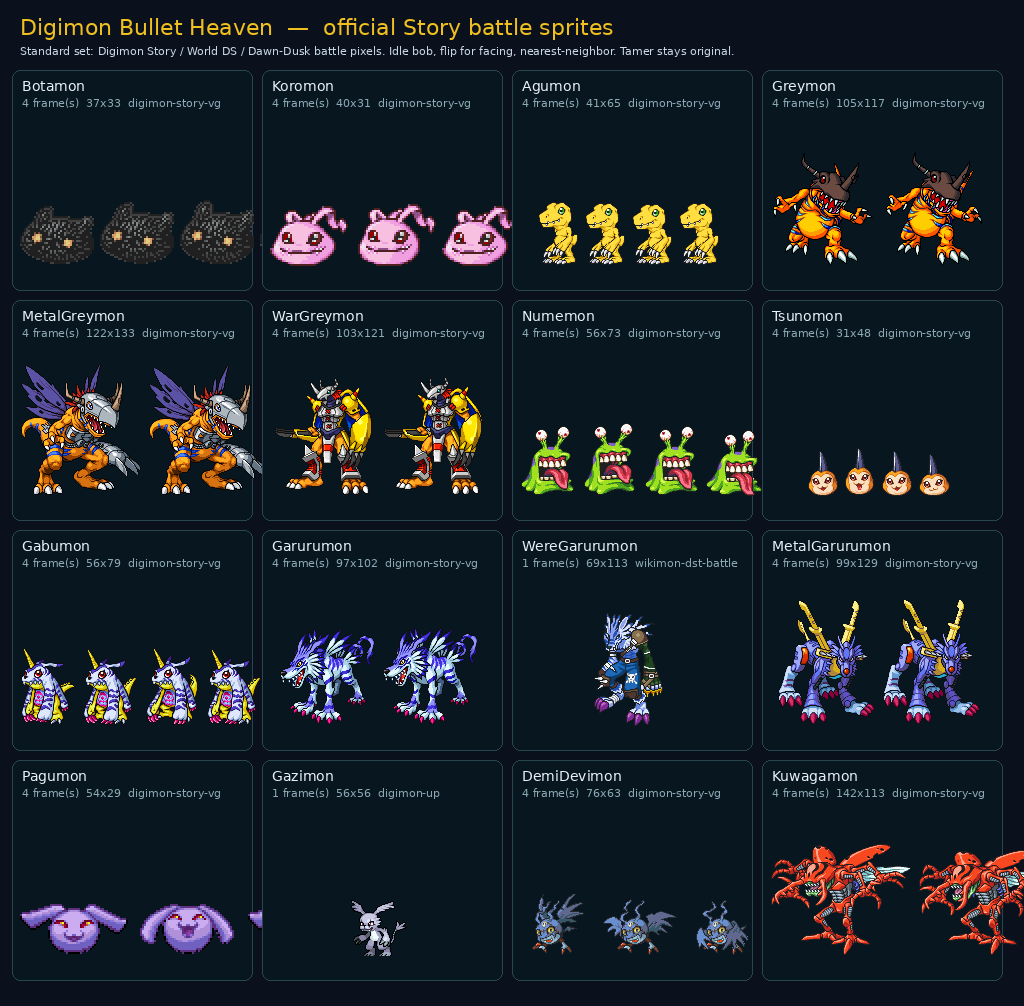 Digimon Bullet Heaven — official Story battle sprites
Standard set: Digimon Story / World DS / Dawn-Dusk battle pixels. Idle bob, flip for facing, nearest-neighbor. Tamer stays original.
Botamon
4 frame(s) 37x33 digimon-story-vg
Koromon
4 frame(s) 40x31 digimon-story-vg
Agumon
4 frame(s) 41x65 digimon-story-vg
Greymon
4 frame(s) 105x117 digimon-story-vg
MetalGreymon
4 frame(s) 122x133 digimon-story-vg
WarGreymon
4 frame(s) 103x121 digimon-story-vg
Numemon
4 frame(s) 56x73 digimon-story-vg
Tsunomon
4 frame(s) 31x48 digimon-story-vg
Gabumon
4 frame(s) 56x79 digimon-story-vg
Garurumon
4 frame(s) 97x102 digimon-story-vg
WereGarurumon
1 frame(s) 69x113 wikimon-dst-battle
MetalGarurumon
4 frame(s) 99x129 digimon-story-vg
Pagumon
4 frame(s) 54x29 digimon-story-vg
Gazimon
1 frame(s) 56x56 digimon-up
DemiDevimon
4 frame(s) 76x63 digimon-story-vg
Kuwagamon
4 frame(s) 142x113 digimon-story-vg